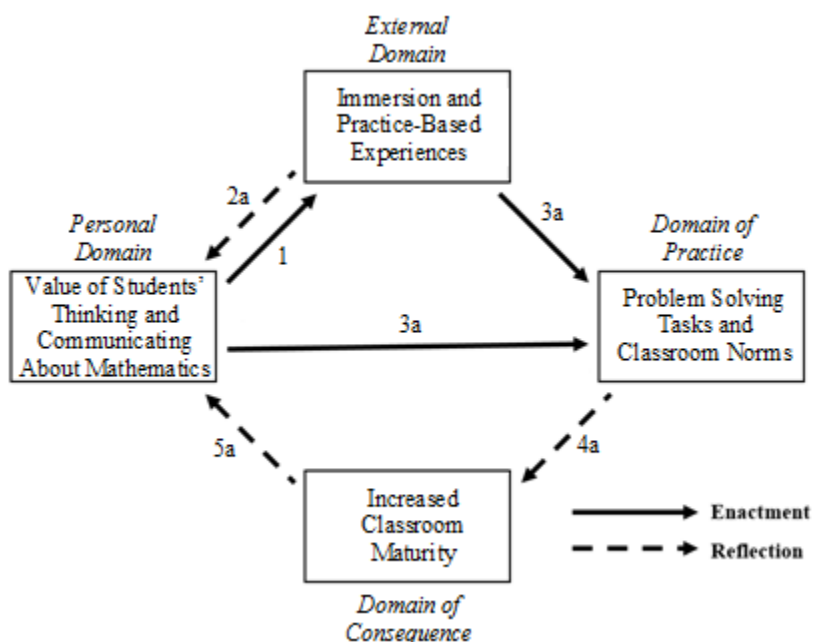 External
Domain
Immersion and
Practice-Based
Experiences
2a
1
3a
Personal
Domain
Value of Students'
Thinking and
Communicating
About Mathematics
3a
Domain of
Practice
Problem Solving
Tasks and
Classroom Norms
5a
4a
Increased
Classroom
Maturity
Enactment
Reflection
Domain of
Consequence